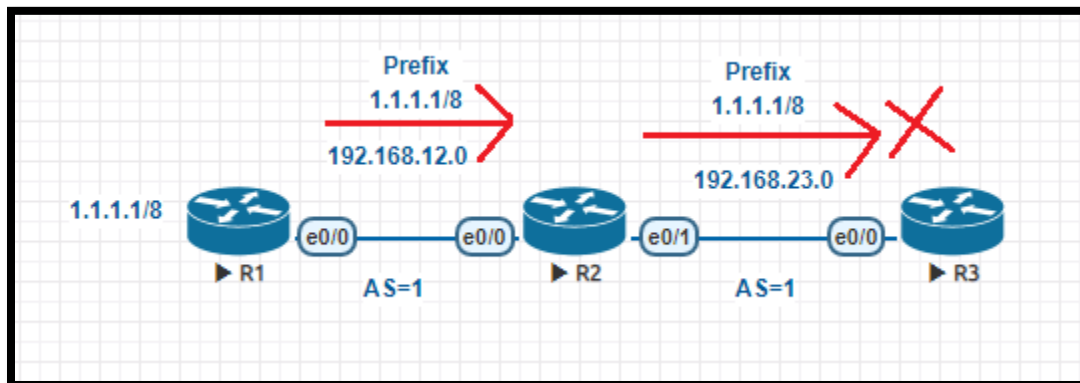 Prefix
1.1.1.1/8
192.168.12.0
Prefix
1.1.1.1/8
192.168.23.0
1.1.1.1/8
e0/0
e0/0
e0/1
e0/0
R1
R2
R3
AS=1
AS=1